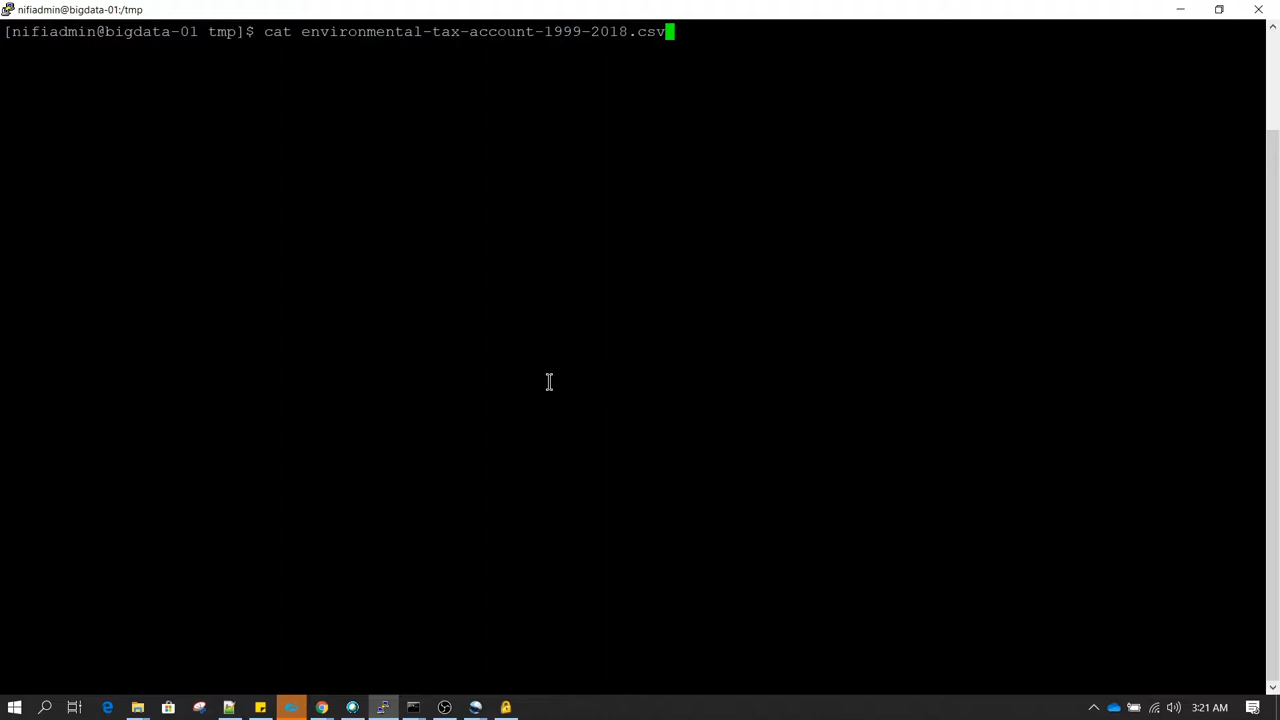 nifiadmin@bigdata-01:/tmp
[nifiadmin@bigdata-01 tmp]$ cat environmental-tax-account-1999-2018.csv
3:21 AM